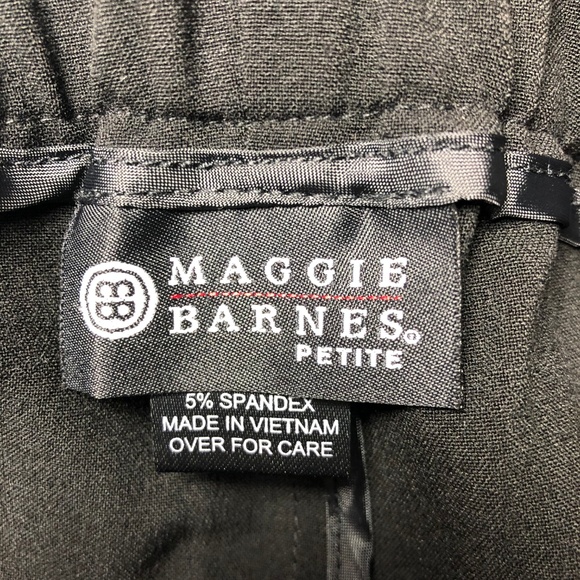 MAGGIE
BARNES®
PETITE
5% SPANDEX
MADE IN VIETNAM
OVER FOR CARE